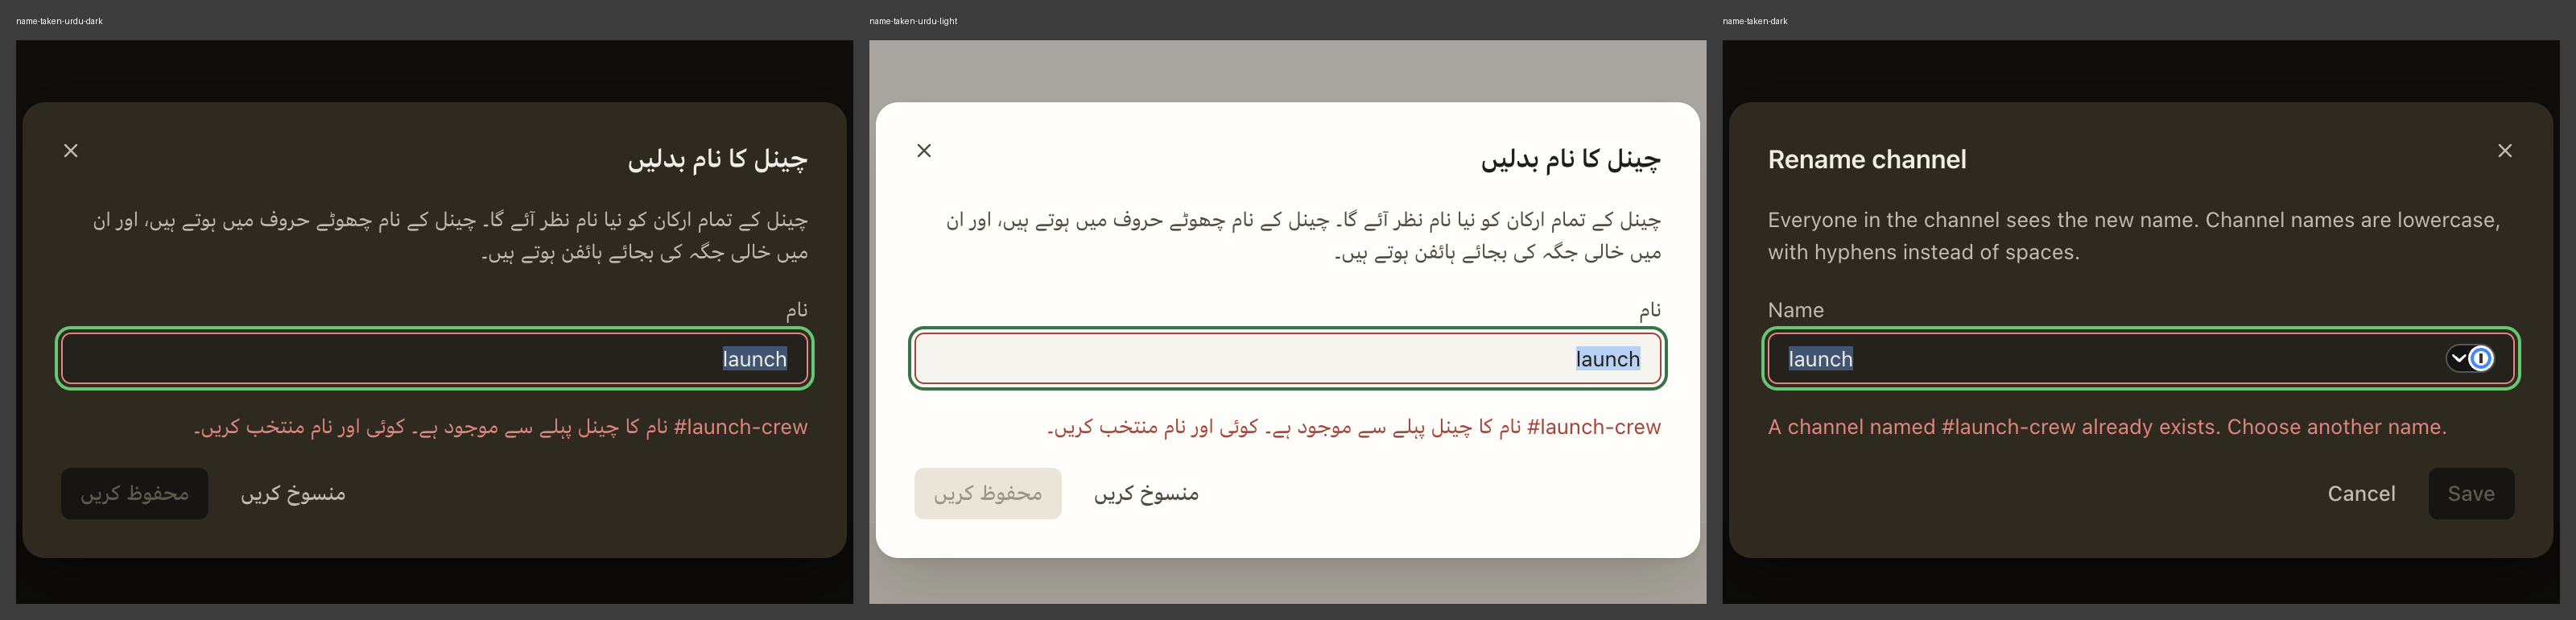 name-taken-urdu-dark
چینل کا نام بدلیں
چینل کے تمام ارکان کو نیا نام نظر آئے گا۔ چینل کے نام چھوٹے حروف میں ہوتے ہیں، اور ان
میں خالی جگہ کی بجائے ہائفن ہوتے ہیں۔
نام
launch
#launch-crew نام کا چینل پہلے سے موجود ہے۔ کوئی اور نام منتخب کریں۔
منسوخ کریں
محفوظ کریں
name-taken-urdu-light
چینل کا نام بدلیں
چینل کے تمام ارکان کو نیا نام نظر آئے گا۔ چینل کے نام چھوٹے حروف میں ہوتے ہیں، اور ان
میں خالی جگہ کی بجائے ہائفن ہوتے ہیں۔
نام
launch
#launch-crew نام کا چینل پہلے سے موجود ہے۔ کوئی اور نام منتخب کریں۔
منسوخ کریں
محفوظ کریں
name-taken-dark
Rename channel
Everyone in the channel sees the new name. Channel names are lowercase,
with hyphens instead of spaces.
Name
launch
A channel named #launch-crew already exists. Choose another name.
Cancel
Save